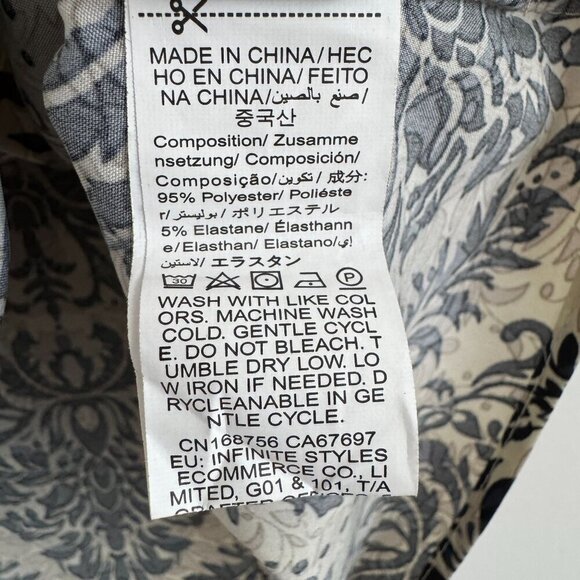 MADE IN CHINA/HEC
HO EN CHINA/FEITO
NA CHINA/صنع بالصين/
중국산
Composition/ Zusamme
nsetzung/ Composición/
Composição/تكوين/成分:
95% Polyester/ Poliéste
r/بوليستر/ ポリエステル
5% Elastane/ Élasthann
e/Elasthan/ Elastano/إي
لاستين/ エラスタン
30 P
WASH WITH LIKE COL
ORS. MACHINE WASH
COLD. GENTLE CYCL
E. DO NOT BLEACH. T
UMBLE DRY LOW. LO
W IRON IF NEEDED. D
RYCLEANABLE IN GE
NTLE CYCLE.
CN168756 CA67697
EU: INFINITE STYLES
ECOMMERCE CO., LI
MITED, G01 & 101, T/A
CRAFTED OFFICES